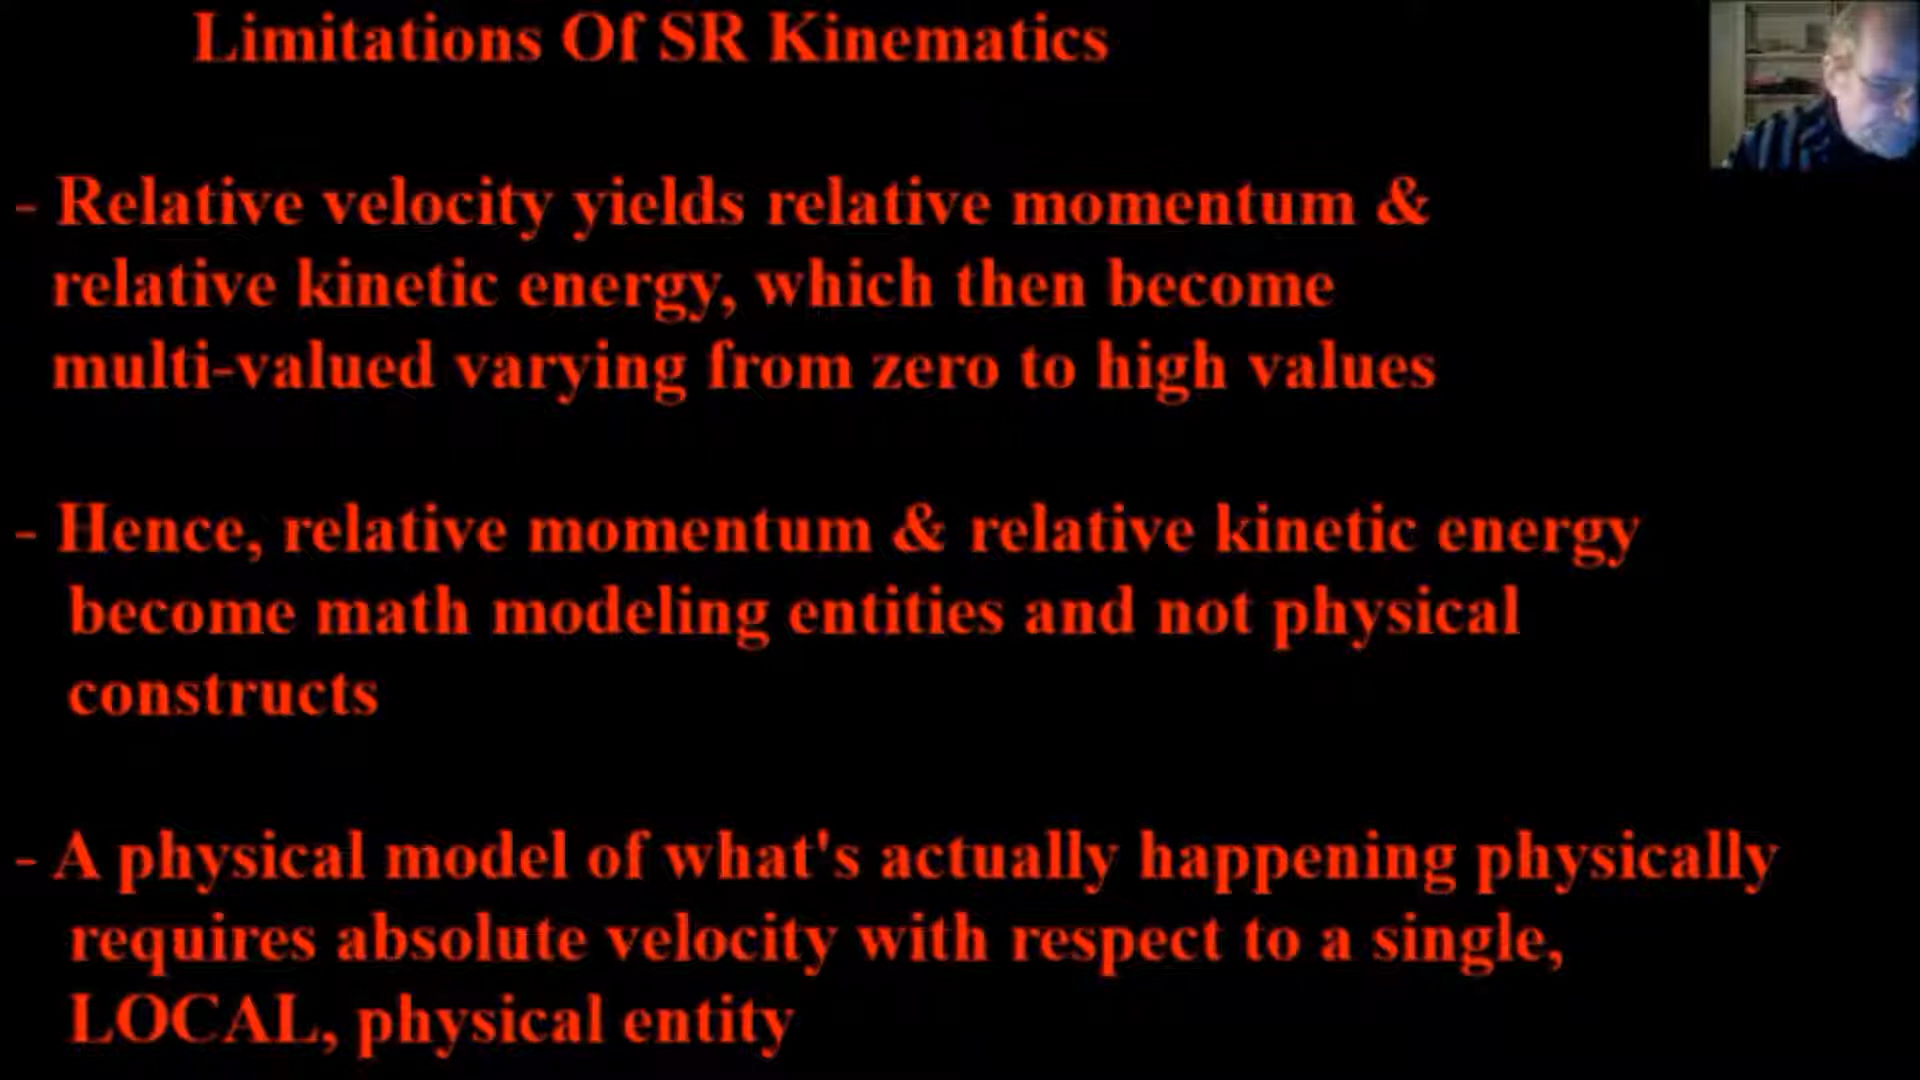 Limitations Of SR Kinematics
- Relative velocity yields relative momentum &
relative kinetic energy, which then become
multi-valued varying from zero to high values
- Hence, relative momentum & relative kinetic energy
become math modeling entities and not physical
constructs
- A physical model of what's actually happening physically
requires absolute velocity with respect to a single,
LOCAL, physical entity